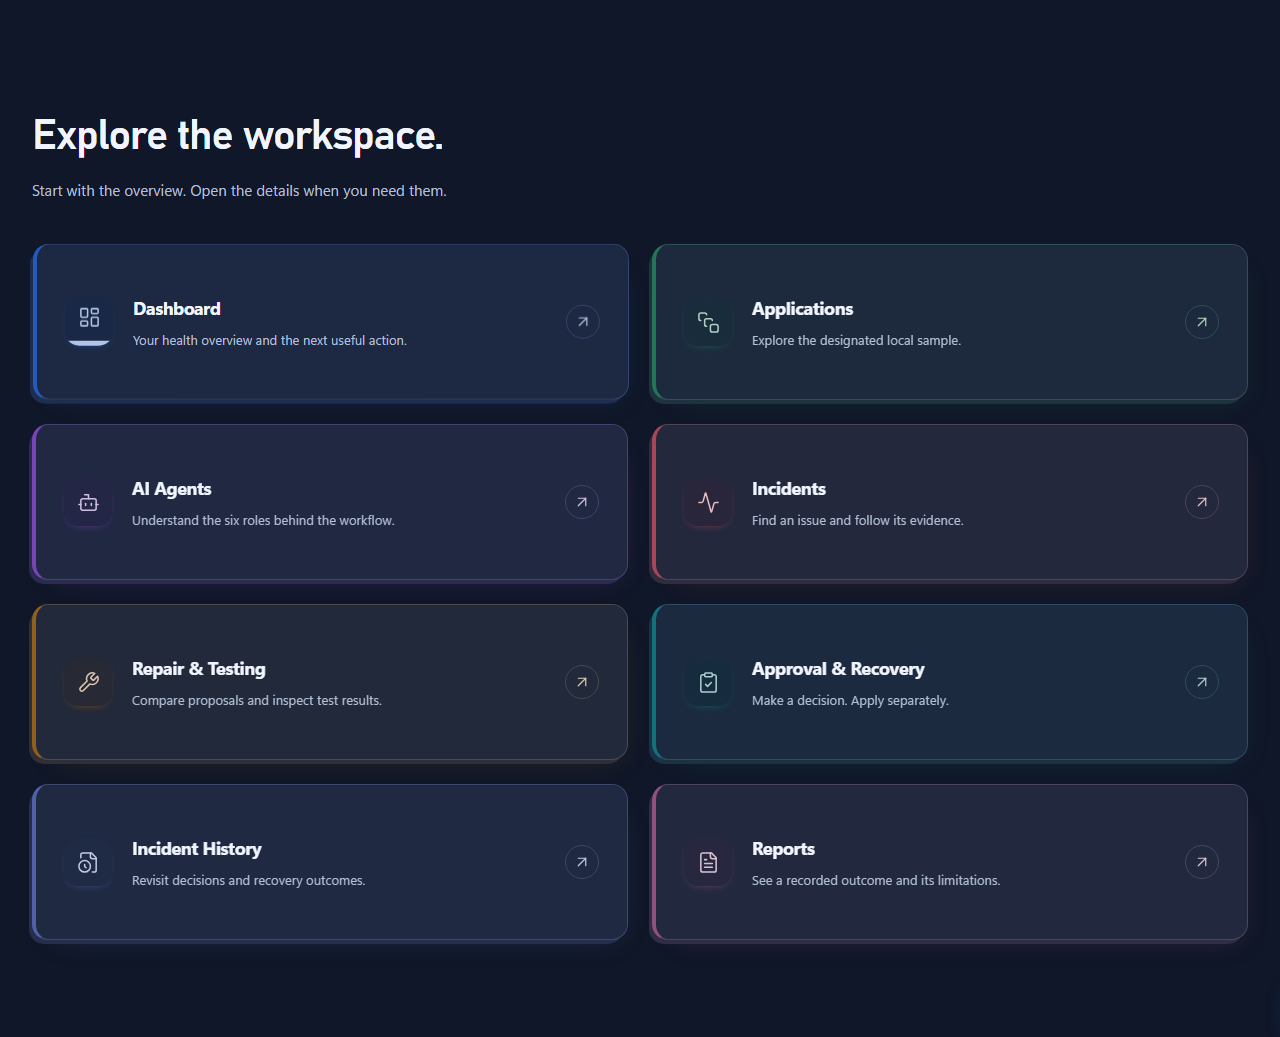 Explore the workspace.
Start with the overview. Open the details when you need them.
Dashboard
Your health overview and the next useful action.
Applications
Explore the designated local sample.
AI Agents
Understand the six roles behind the workflow.
Incidents
Find an issue and follow its evidence.
Repair & Testing
Compare proposals and inspect test results.
Approval & Recovery
Make a decision. Apply separately.
Incident History
Revisit decisions and recovery outcomes.
Reports
See a recorded outcome and its limitations.